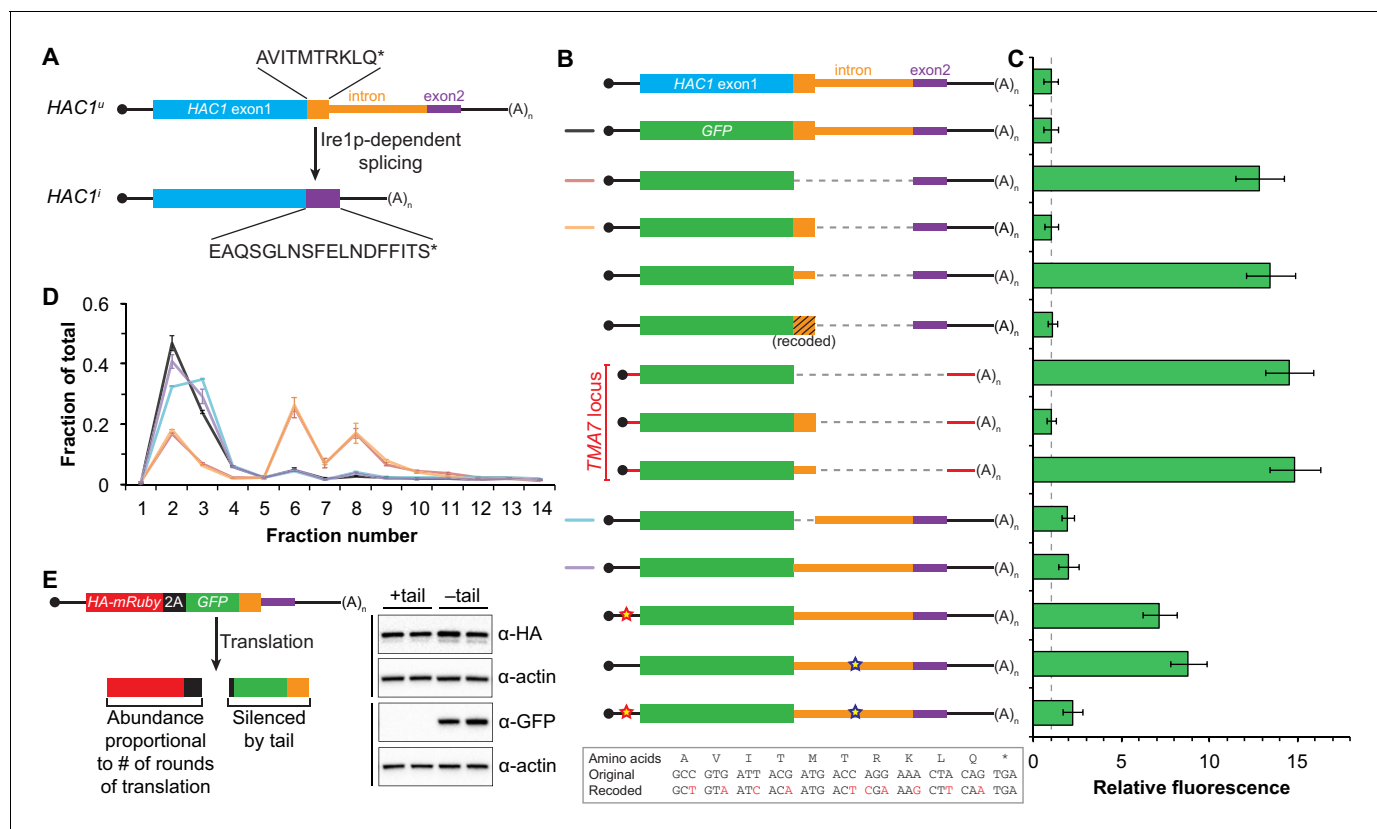 A
AVITMTRKLQ*
HAC1ᵘ
HAC1 exon1
intron
exon2
(A)n
Ire1p-dependent
splicing
HAC1ⁱ
(A)n
EAQSGLNSFELNDFFITS*
B
HAC1 exon1
intron
exon2
(A)n
GFP
(A)n
(A)n
(A)n
(A)n
(recoded)
(A)n
TMA7 locus
(A)n
(A)n
(A)n
(A)n
(A)n
(A)n
(A)n
(A)n
Amino acids A V I T M T R K L Q *
Original GCC GTG ATT ACG ATG ACC AGG AAA CTA CAG TGA
Recoded GCT GTA ATC ACA ATG ACT CGA AAG CTT CAA TGA
C
0 5 10 15
Relative fluorescence
D
Fraction of total
0.6
0.4
0.2
0
1 2 3 4 5 6 7 8 9 10 11 12 13 14
Fraction number
E
HA-mRuby 2A GFP
(A)n
Translation
Abundance
proportional
to # of rounds
of translation
Silenced
by tail
+tail –tail
α-HA
α-actin
α-GFP
α-actin